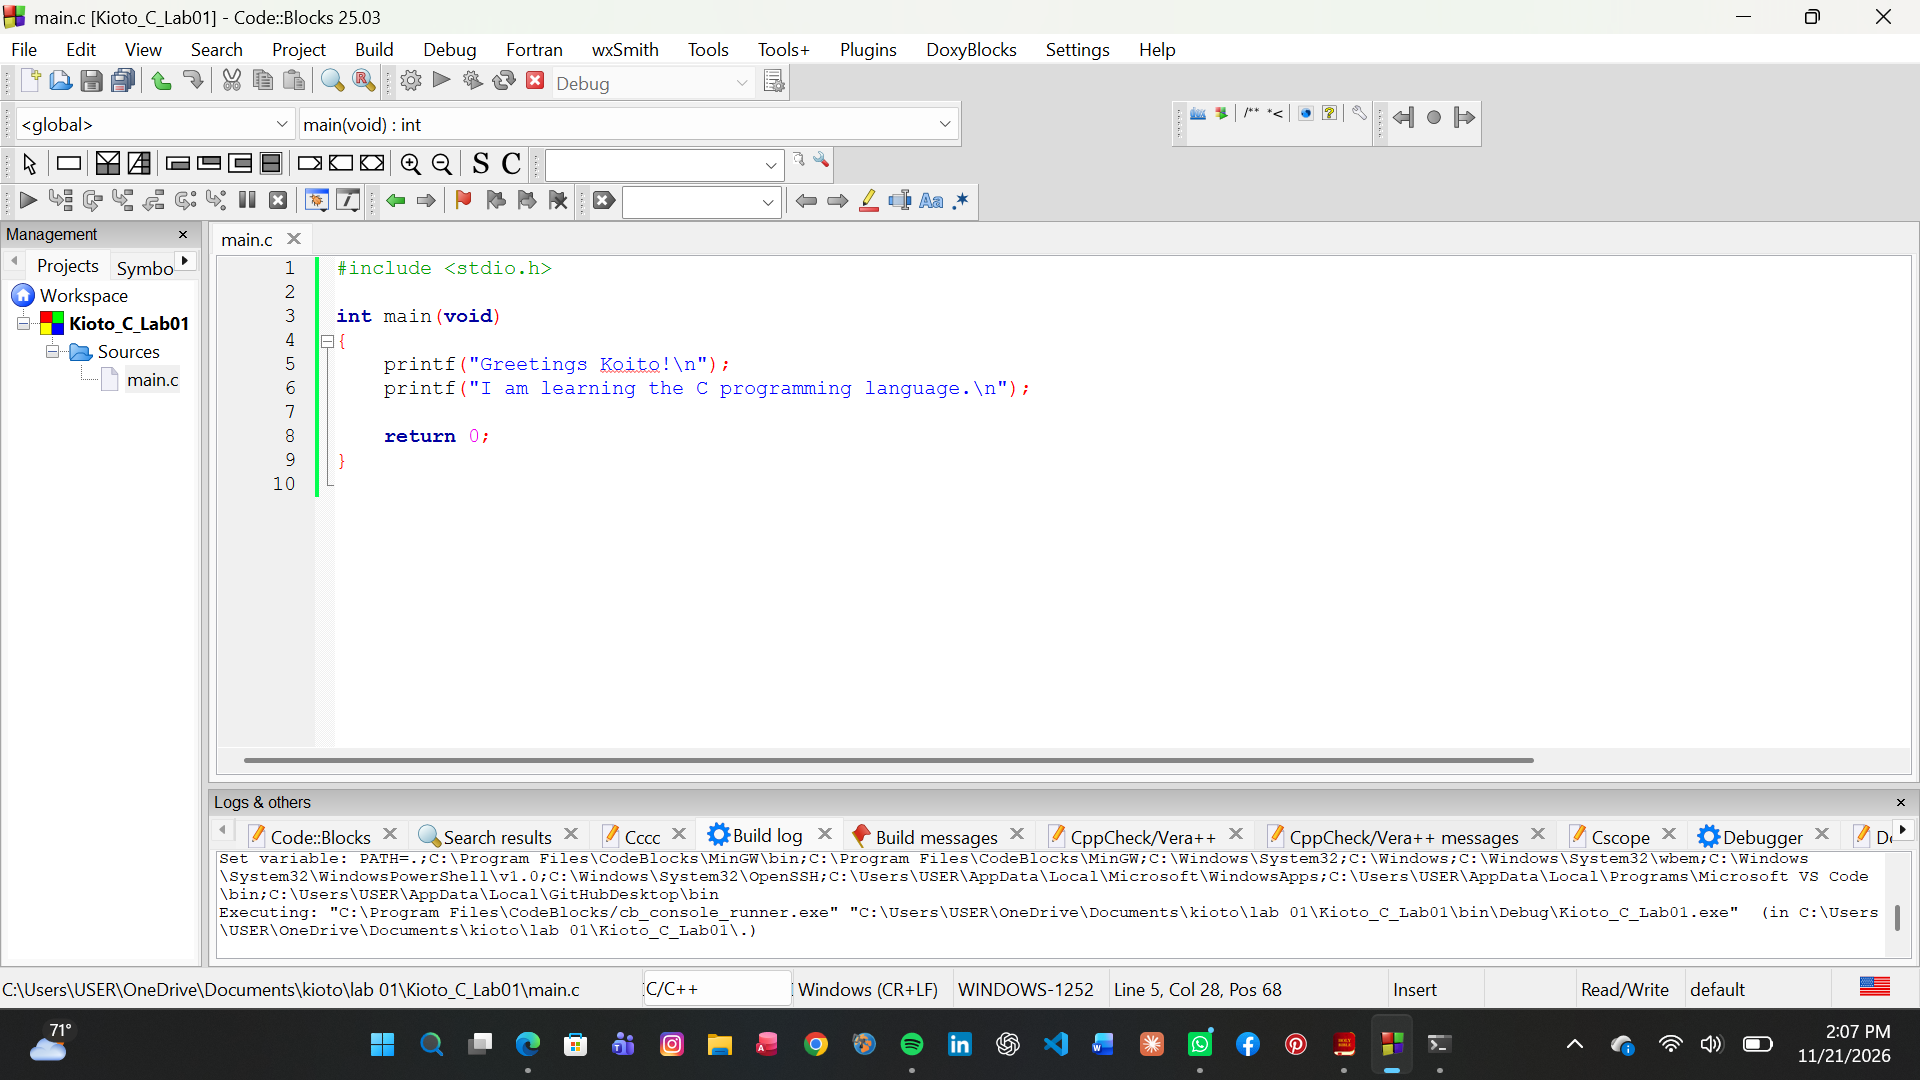 main.c [Kioto_C_Lab01] - Code::Blocks 25.03
File Edit View Search Project Build Debug Fortran wxSmith Tools Tools+ Plugins DoxyBlocks Settings Help
Debug
<global> main(void) : int
/** *<
S C
Aa .*
Management
main.c
Projects Symbo
Workspace
Kioto_C_Lab01
Sources
main.c
1 #include <stdio.h>
2
3 int main(void)
4 {
5 printf("Greetings Koito!\n");
6 printf("I am learning the C programming language.\n");
7
8 return 0;
9 }
10
Logs & others
Code::Blocks Search results Cccc Build log Build messages CppCheck/Vera++ CppCheck/Vera++ messages Cscope Debugger
Set variable: PATH=.;C:\Program Files\CodeBlocks\MinGW\bin;C:\Program Files\CodeBlocks\MinGW;C:\Windows\System32;C:\Windows;C:\Windows\System32\wbem;C:\Windows
\System32\WindowsPowerShell\v1.0;C:\Windows\System32\OpenSSH;C:\Users\USER\AppData\Local\Microsoft\WindowsApps;C:\Users\USER\AppData\Local\Programs\Microsoft VS Code
\bin;C:\Users\USER\AppData\Local\GitHubDesktop\bin
Executing: "C:\Program Files\CodeBlocks/cb_console_runner.exe" "C:\Users\USER\OneDrive\Documents\kioto\lab 01\Kioto_C_Lab01\bin\Debug\Kioto_C_Lab01.exe" (in C:\Users
\USER\OneDrive\Documents\kioto\lab 01\Kioto_C_Lab01\.)
C:\Users\USER\OneDrive\Documents\kioto\lab 01\Kioto_C_Lab01\main.c C/C++ Windows (CR+LF) WINDOWS-1252 Line 5, Col 28, Pos 68 Insert Read/Write default
71°
2:07 PM
11/21/2026